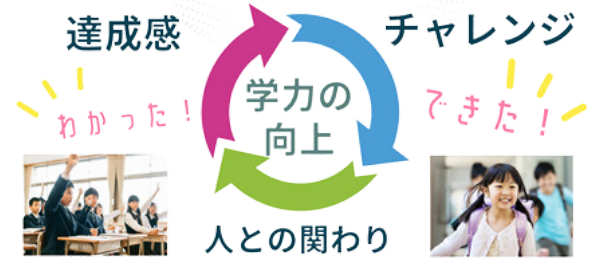 達成感
チャレンジ
わかった！
学力の
向上
できた！
人との関わり